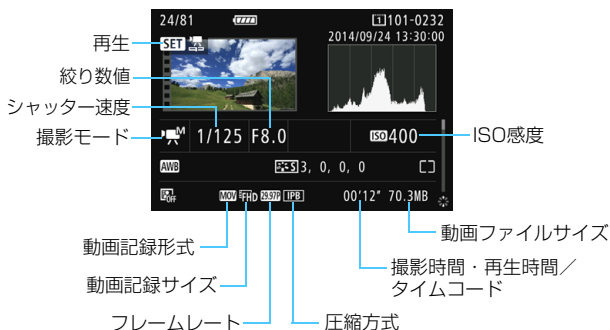 24/81 1 101-0232
2014/09/24 13:30:00
再生 SET
絞り数値
シャッター速度
撮影モード M 1/125 F8.0 ISO 400 ISO感度
AWB S 3, 0, 0, 0
OFF MOV FHD 29.97P IPB 00'12" 70.3MB
動画記録形式 動画ファイルサイズ
動画記録サイズ 撮影時間・再生時間／
タイムコード
フレームレート 圧縮方式